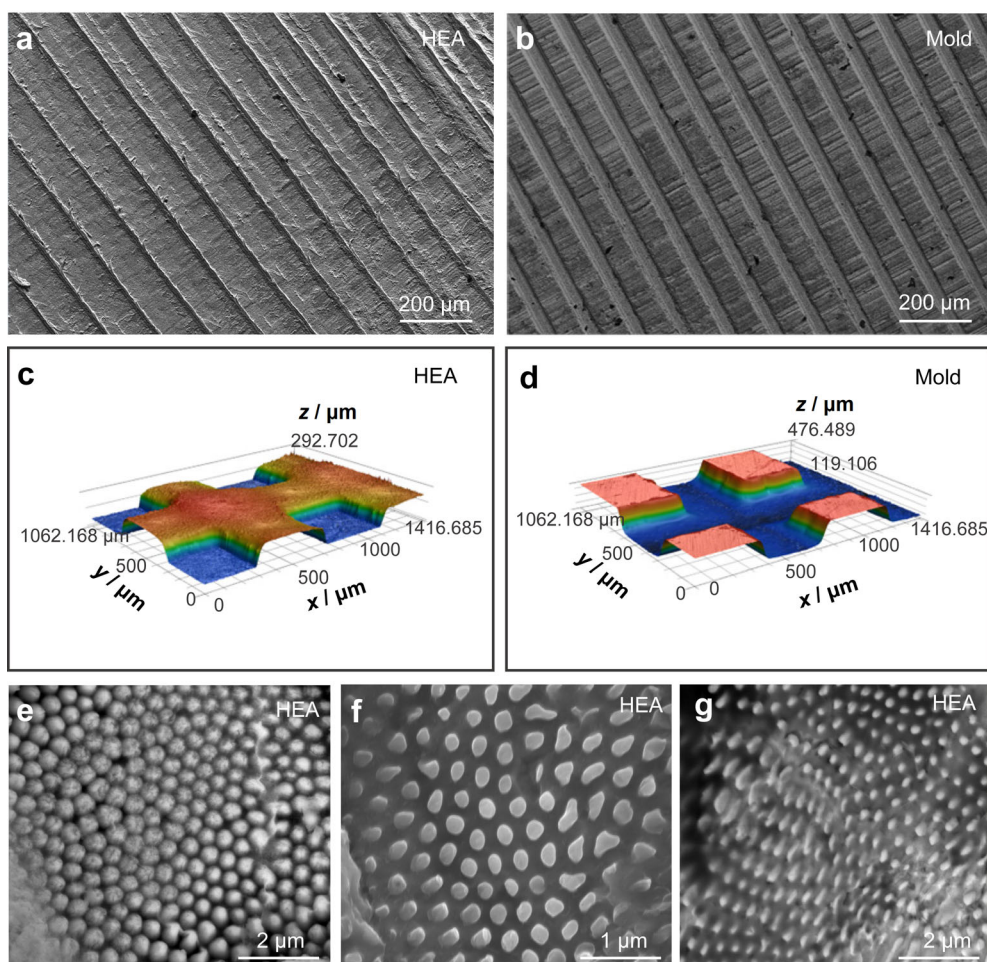 a
HEA
200 µm
b
Mold
200 µm
c
HEA
z / µm
292.702
1062.168 µm
500
0
y / µm
0
500
1000
1416.685
x / µm
d
Mold
z / µm
476.489
119.106
1062.168 µm
500
0
y / µm
0
500
1000
1416.685
x / µm
e
HEA
2 µm
f
HEA
1 µm
g
HEA
2 µm